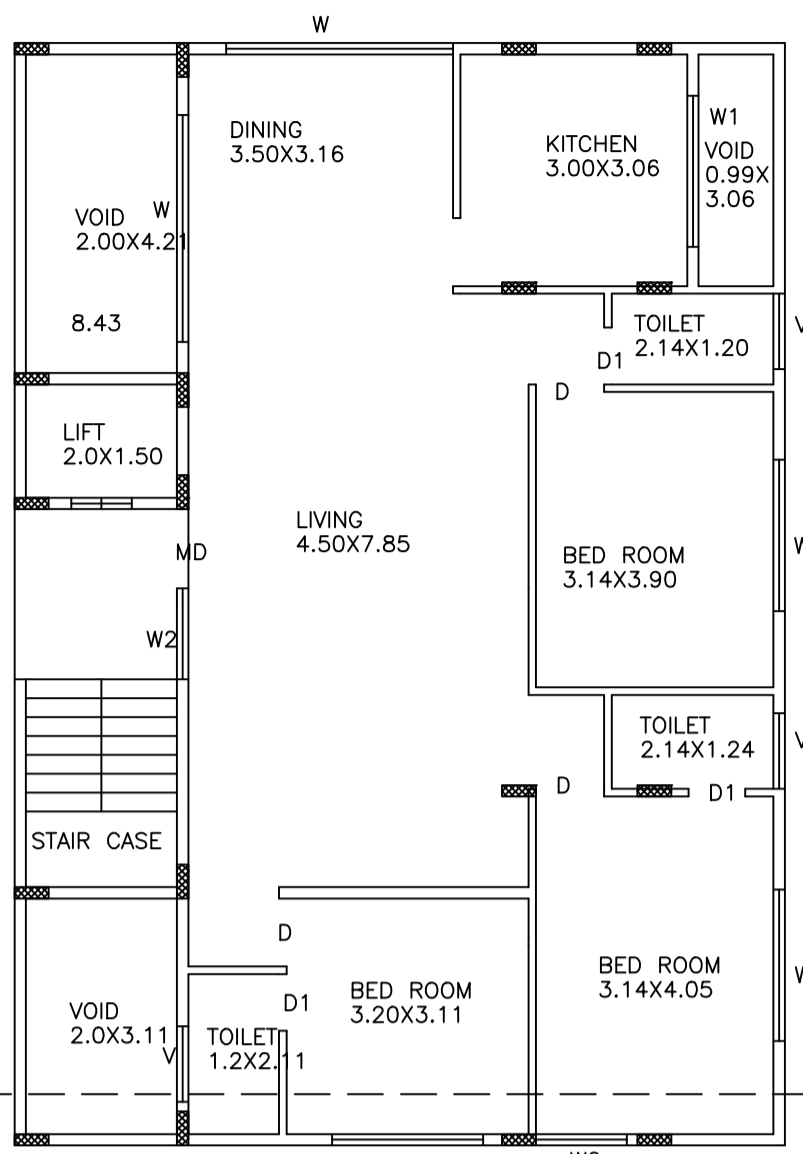 W
DINING
3.50X3.16
KITCHEN
3.00X3.06
W1
VOID
0.99X
3.06
VOID
2.00X4.21
W
8.43
TOILET
2.14X1.20
V
D1
D
LIFT
2.0X1.50
LIVING
4.50X7.85
MD
BED ROOM
3.14X3.90
W
W2
TOILET
2.14X1.24
V
D
D1
STAIR CASE
D
BED ROOM
3.14X4.05
W
BED ROOM
3.20X3.11
D1
VOID
2.0X3.11
V
TOILET
1.2X2.11